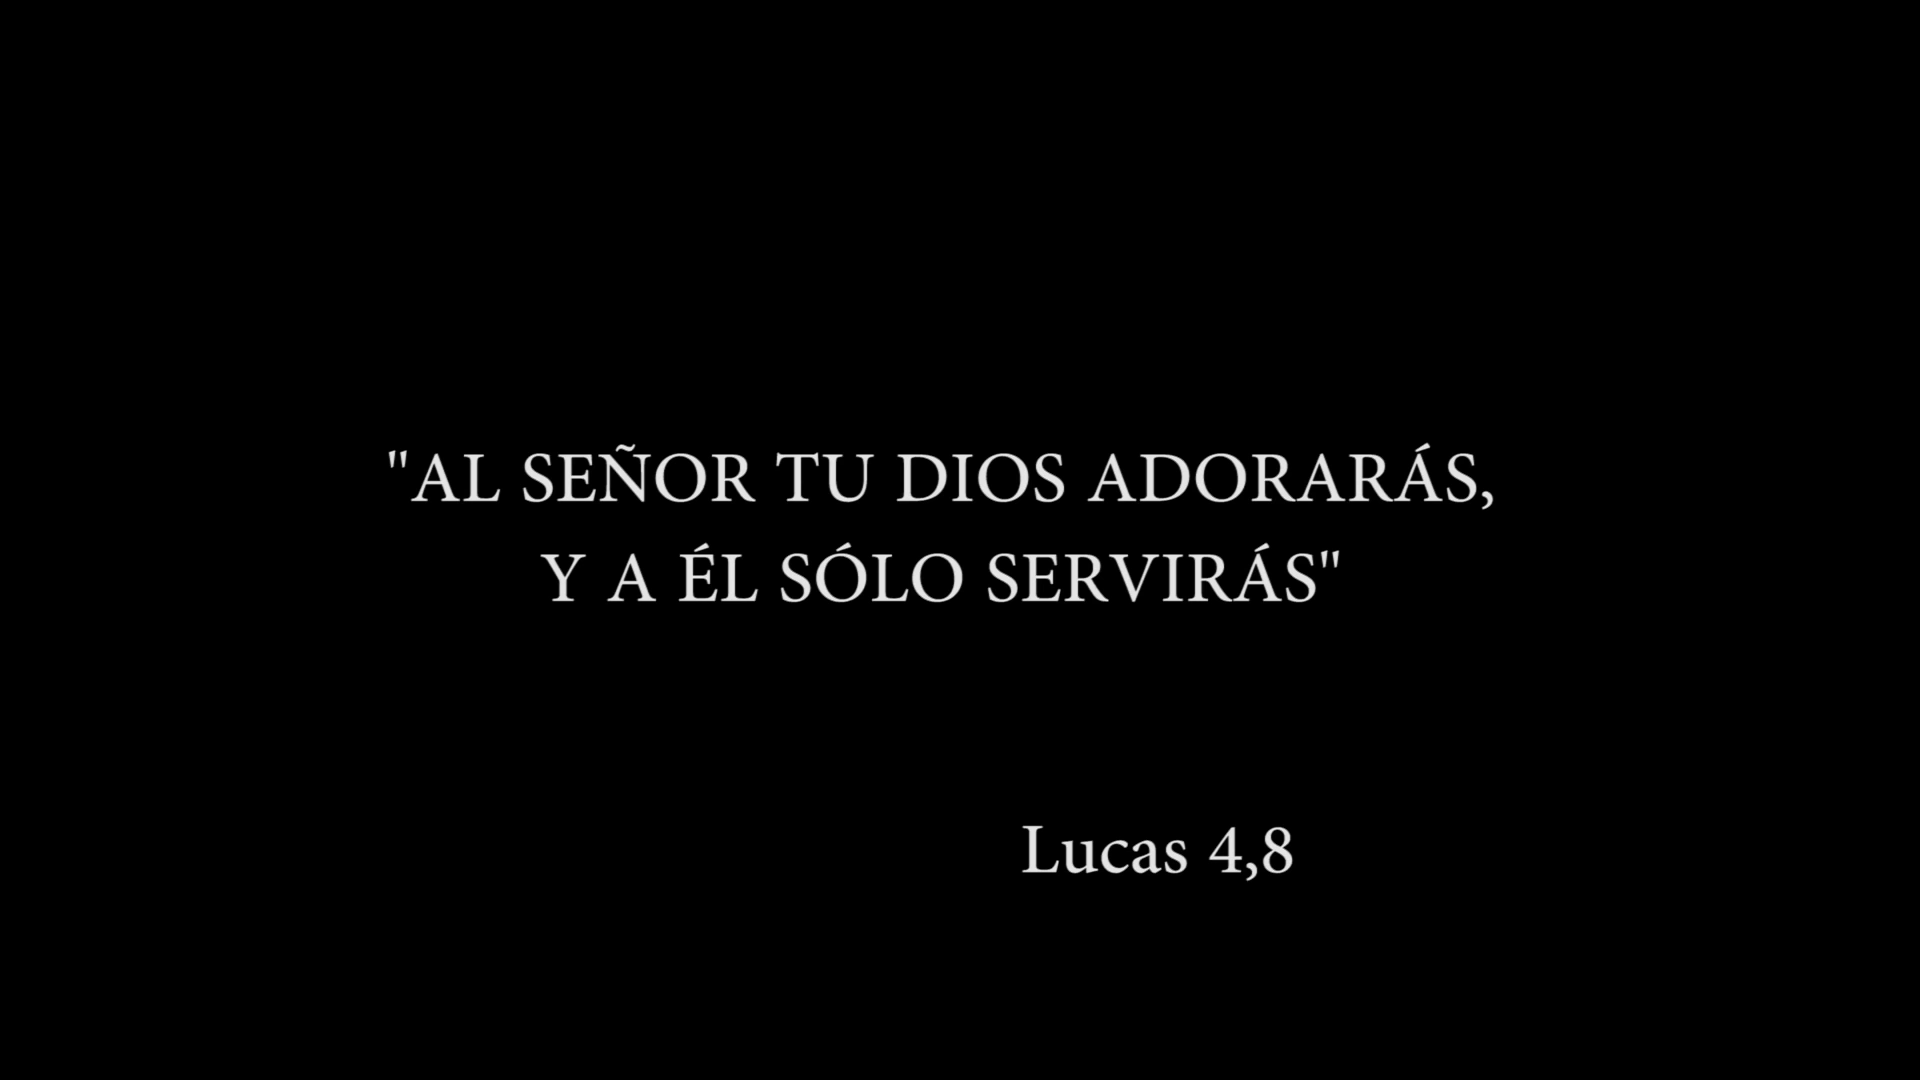 "AL SEÑOR TU DIOS ADORARÁS,
Y A ÉL SÓLO SERVIRÁS"
Lucas 4,8